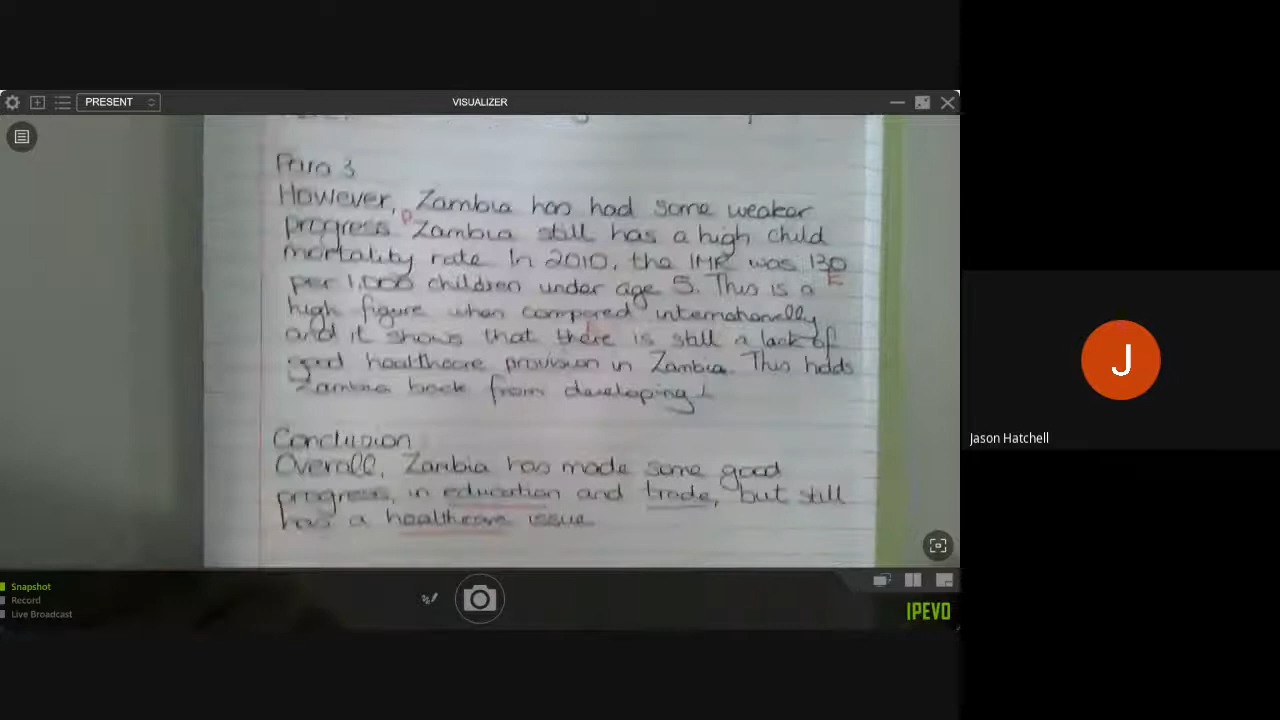 PRESENT
VISUALIZER
Para 3
However, Zambia has had some weaker
progress P Zambia still has a high child
mortality rate In 2010, the IMR was 130
per 1,000 children under age 5. This is a E
high figure when compared internationally
and it shows that there is still a lack of
good healthcare provision in Zambia. This holds
Zambia back from developing L
Conclusion
Overall, Zambia has made some good
progress, in education and trade, but still
has a healthcare issue
Snapshot
Record
Live Broadcast
IPEVO
J
Jason Hatchell